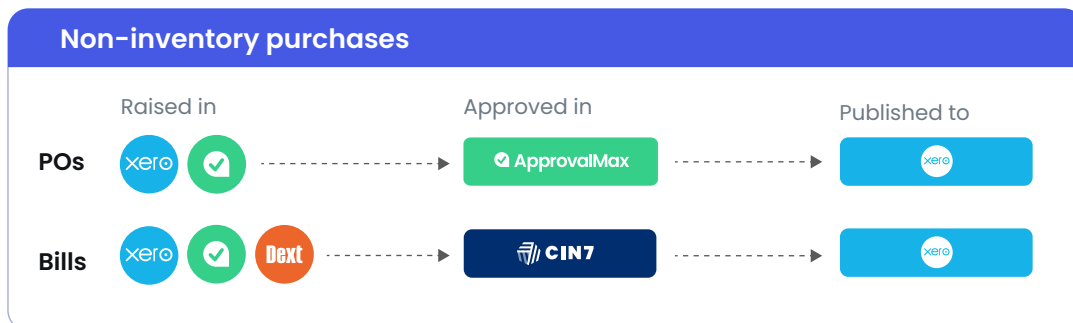 Non-inventory purchases
Raised in
Approved in
Published to
POs
xero
ApprovalMax
xero
Bills
xero
Dext
CIN7
xero